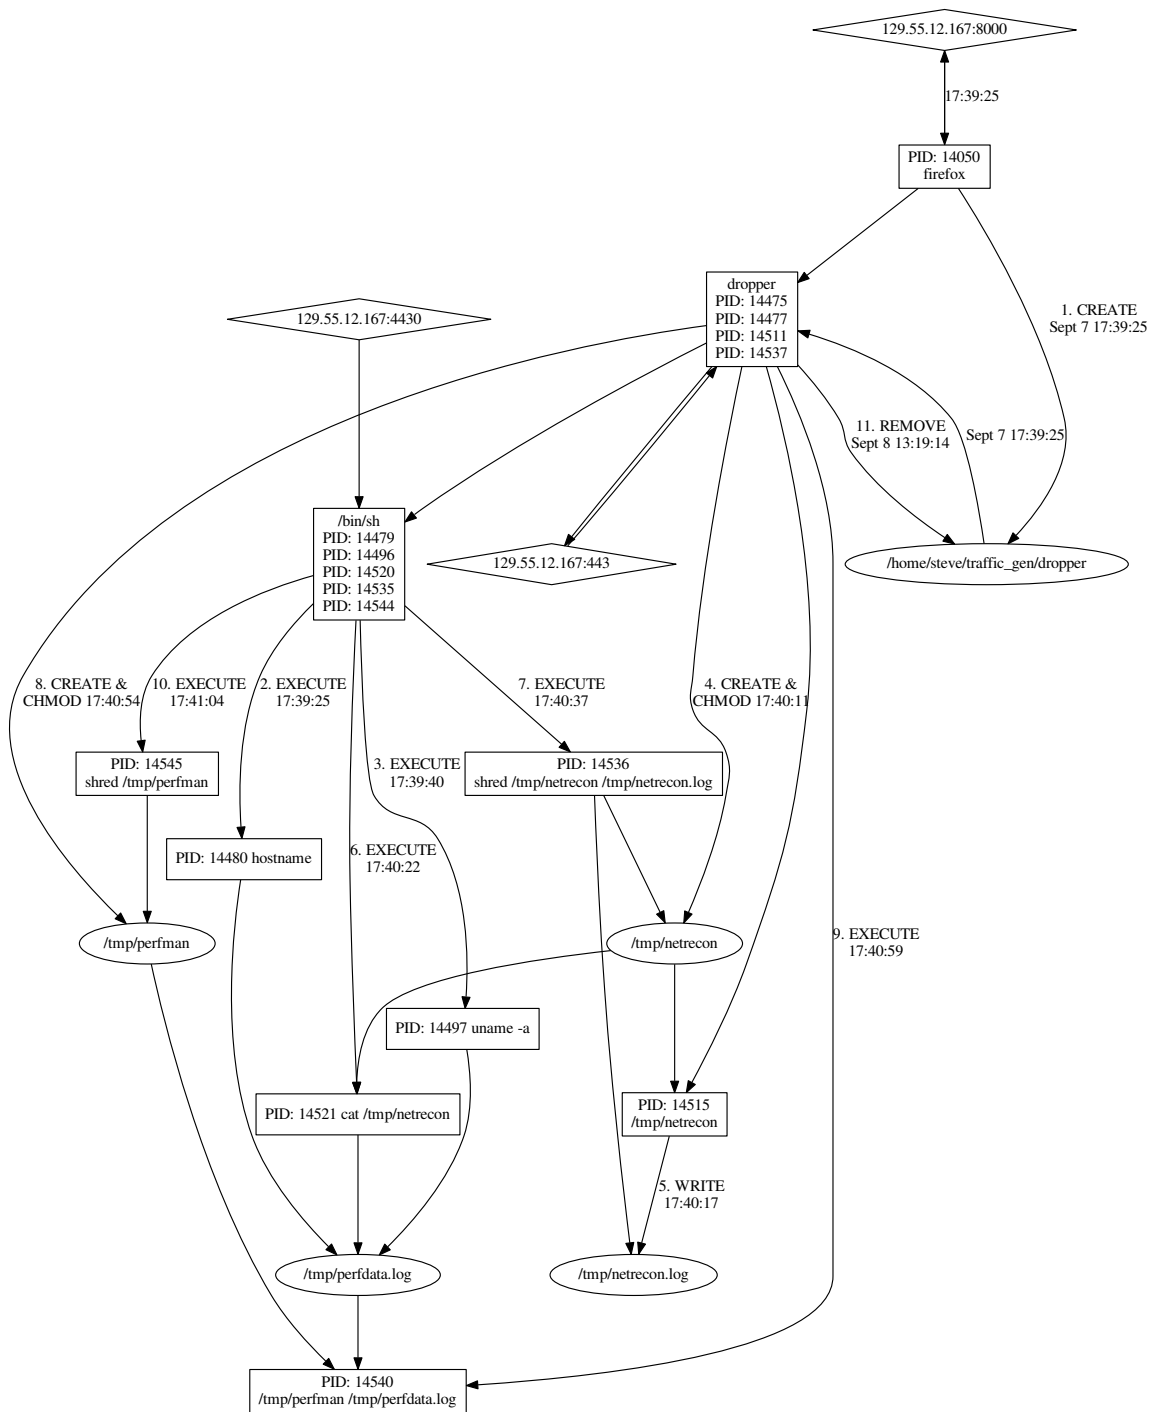 129.55.12.167:8000
17:39:25
PID: 14050
firefox
dropper
PID: 14475
PID: 14477
PID: 14511
PID: 14537
1. CREATE
Sept 7 17:39:25
129.55.12.167:4430
11. REMOVE
Sept 8 13:19:14
Sept 7 17:39:25
/bin/sh
PID: 14479
PID: 14496
PID: 14520
PID: 14535
PID: 14544
129.55.12.167:443
/home/steve/traffic_gen/dropper
8. CREATE &
CHMOD 17:40:54
10. EXECUTE
17:41:04
2. EXECUTE
17:39:25
7. EXECUTE
17:40:37
4. CREATE &
CHMOD 17:40:11
PID: 14545
shred /tmp/perfman
3. EXECUTE
17:39:40
PID: 14536
shred /tmp/netrecon /tmp/netrecon.log
PID: 14480 hostname
6. EXECUTE
17:40:22
/tmp/perfman
/tmp/netrecon
9. EXECUTE
17:40:59
PID: 14497 uname -a
PID: 14521 cat /tmp/netrecon
PID: 14515
/tmp/netrecon
5. WRITE
17:40:17
/tmp/perfdata.log
/tmp/netrecon.log
PID: 14540
/tmp/perfman /tmp/perfdata.log